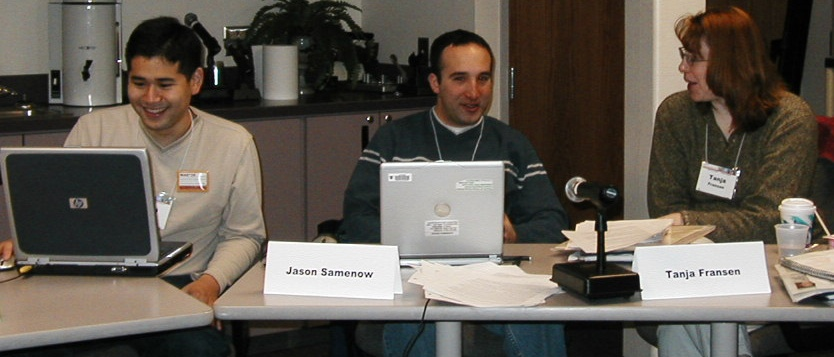 hp
Tanja
Fransen
Jason Samenow
Tanja Fransen